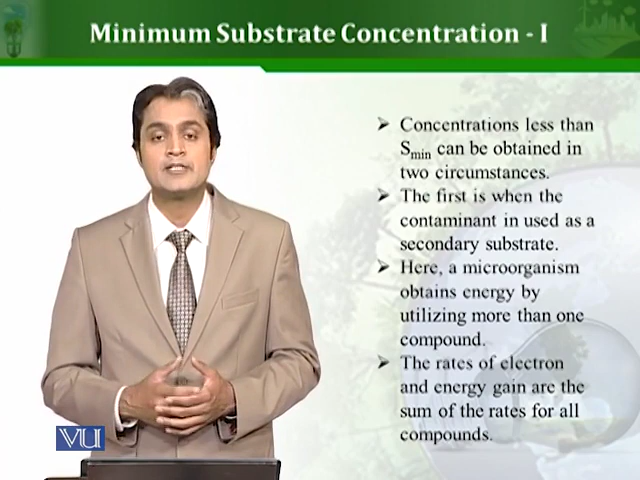 Minimum Substrate Concentration - I
➢ Concentrations less than
Smin can be obtained in
two circumstances.
➢ The first is when the
contaminant in used as a
secondary substrate.
➢ Here, a microorganism
obtains energy by
utilizing more than one
compound.
➢ The rates of electron
and energy gain are the
sum of the rates for all
compounds.
VU